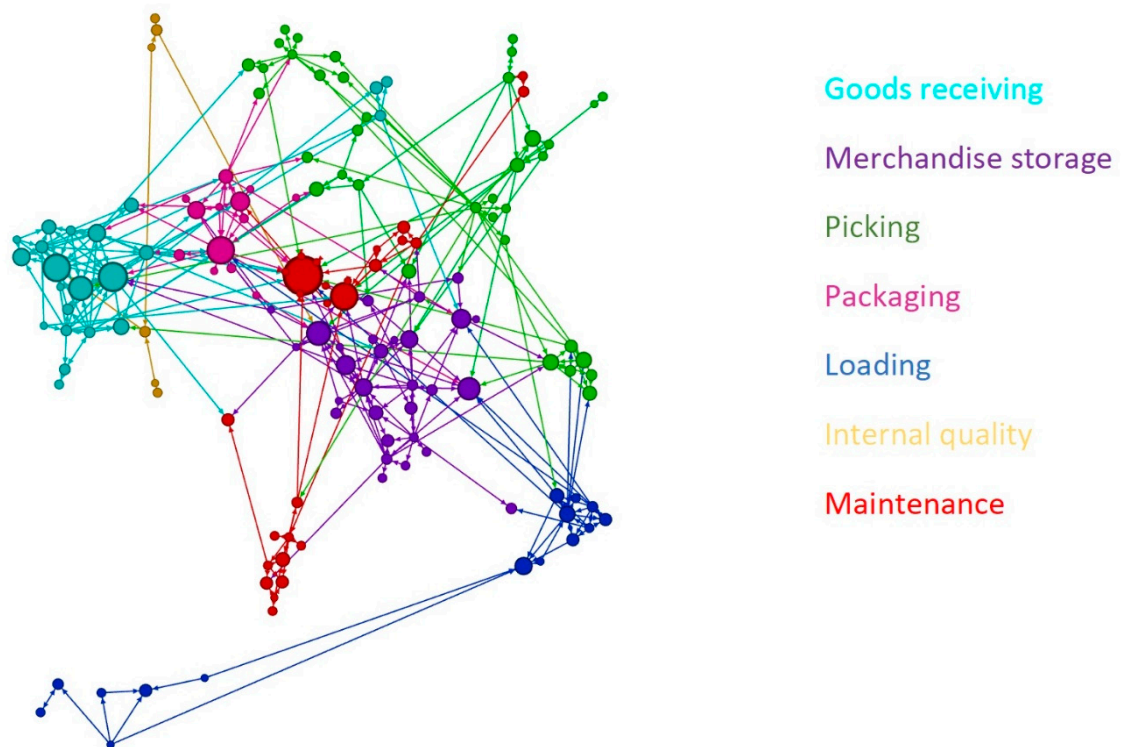 Goods receiving
Merchandise storage
Picking
Packaging
Loading
Internal quality
Maintenance